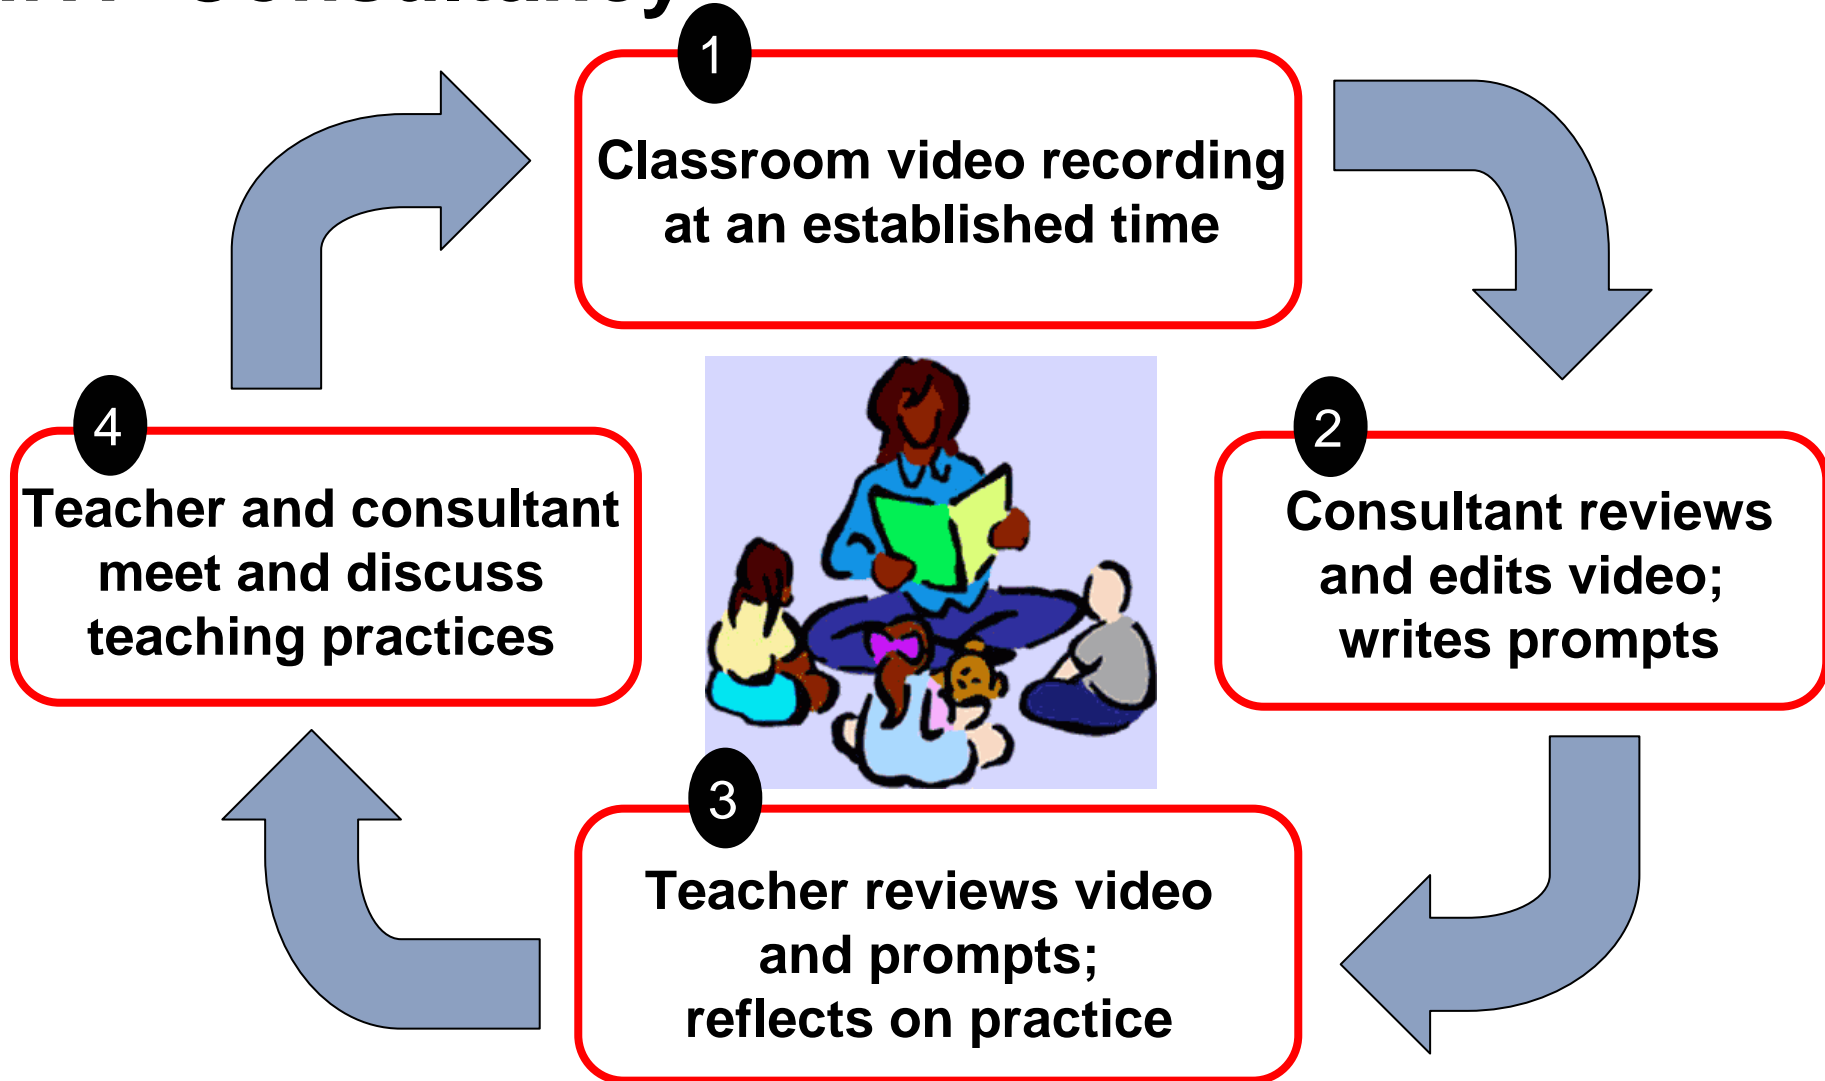 Consultancy
1
Classroom video recording
at an established time
2
Consultant reviews
and edits video;
writes prompts
3
Teacher reviews video
and prompts;
reflects on practice
4
Teacher and consultant
meet and discuss
teaching practices